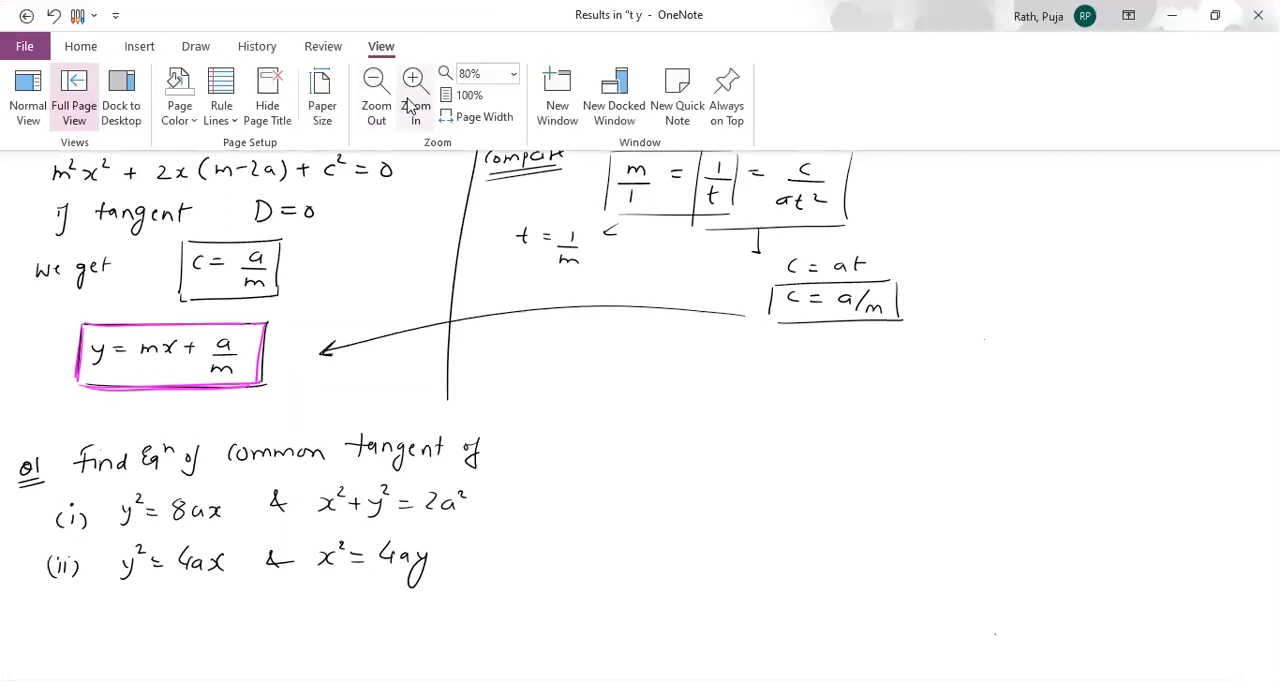 Results in "t y - OneNote
Rath, Puja RP
File Home Insert Draw History Review View
Normal View Full Page View Dock to Desktop
Page Color Rule Lines Hide Page Title Paper Size
Zoom Out Zoom In 80% 100% Page Width
New Window New Docked Window New Quick Note Always on Top
Views Page Setup Zoom Window
m²x² + 2x (m-2a) + c² = 0
if tangent D = 0
we get c = a/m
y = mx + a/m
Compare
m/1 = 1/t = c/at²
t = 1/m
c = at
c = a/m
Q1 Find Eqⁿ of common tangent of
(i) y² = 8ax & x² + y² = 2a²
(ii) y² = 4ax & x² = 4ay